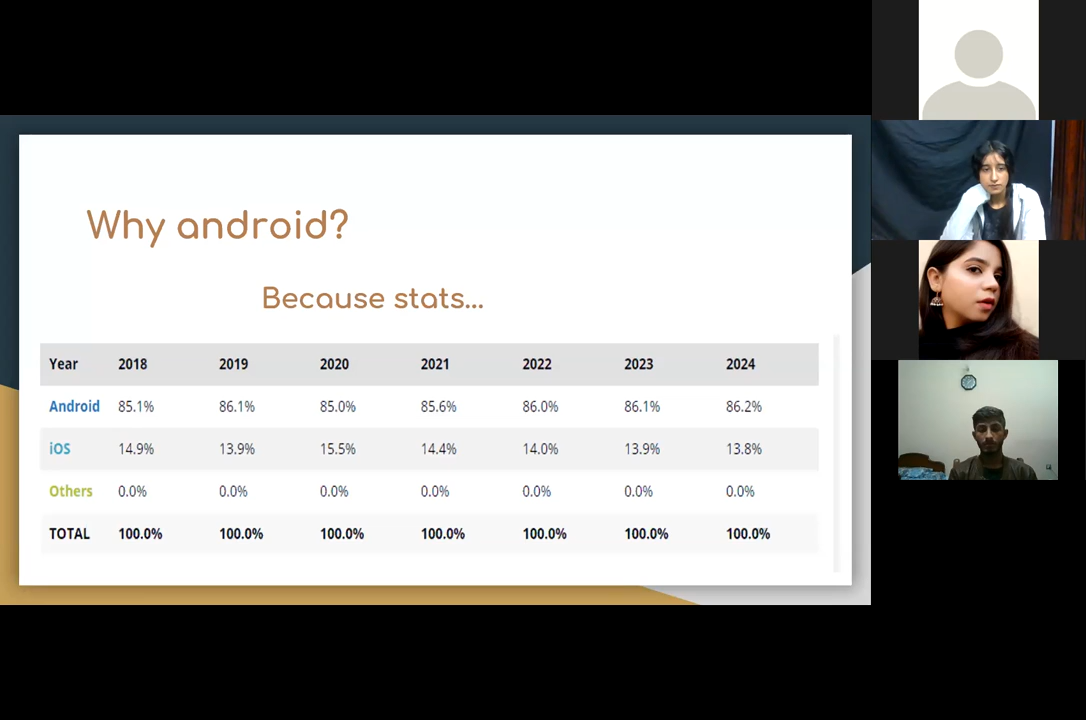 Why android?
Because stats...
Year 2018 2019 2020 2021 2022 2023 2024
Android 85.1% 86.1% 85.0% 85.6% 86.0% 86.1% 86.2%
iOS 14.9% 13.9% 15.5% 14.4% 14.0% 13.9% 13.8%
Others 0.0% 0.0% 0.0% 0.0% 0.0% 0.0% 0.0%
TOTAL 100.0% 100.0% 100.0% 100.0% 100.0% 100.0% 100.0%